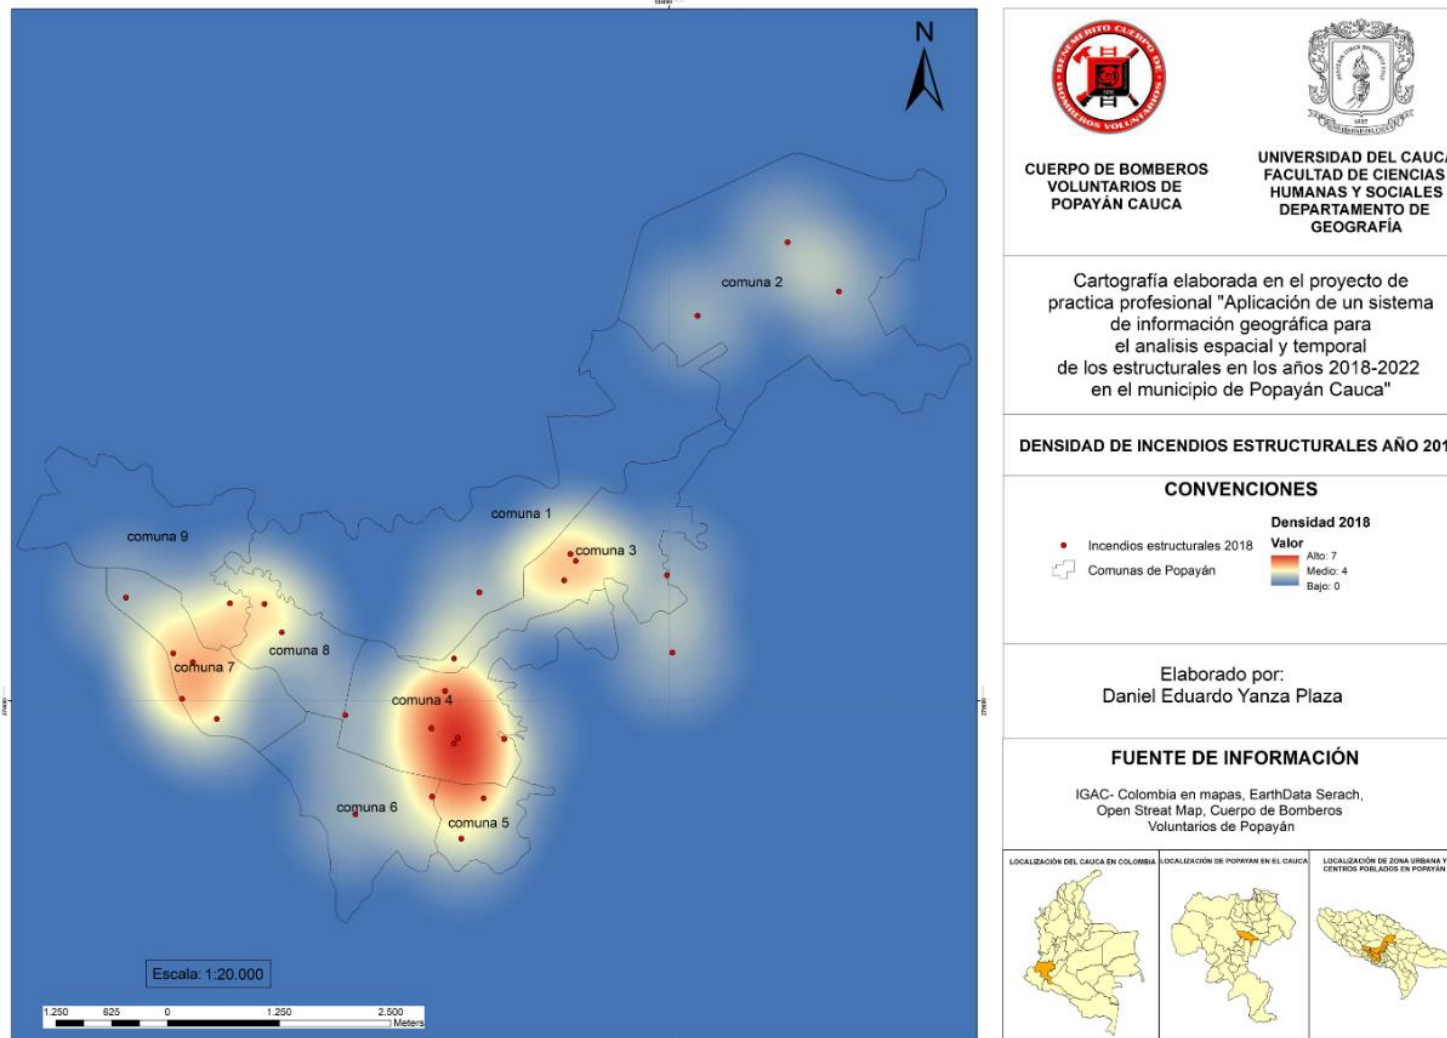 N
comuna 2
comuna 1
comuna 3
comuna 9
comuna 8
comuna 7
comuna 4
comuna 6
comuna 5
Escala: 1:20.000
1.250 625 0 1.250 2.500
Meters
BENEMERITO CUERPO DE
BOMBEROS VOLUNTARIOS
CUERPO DE BOMBEROS
VOLUNTARIOS DE
POPAYÁN CAUCA
UNIVERSIDAD DEL CAUCA
FACULTAD DE CIENCIAS
HUMANAS Y SOCIALES
DEPARTAMENTO DE
GEOGRAFÍA
Cartografía elaborada en el proyecto de
practica profesional "Aplicación de un sistema
de información geográfica para
el analisis espacial y temporal
de los estructurales en los años 2018-2022
en el municipio de Popayán Cauca"
DENSIDAD DE INCENDIOS ESTRUCTURALES AÑO 201
CONVENCIONES
Incendios estructurales 2018
Comunas de Popayán
Densidad 2018
Valor
Alto: 7
Medio: 4
Bajo: 0
Elaborado por:
Daniel Eduardo Yanza Plaza
FUENTE DE INFORMACIÓN
IGAC- Colombia en mapas, EarthData Serach,
Open Streat Map, Cuerpo de Bomberos
Voluntarios de Popayán
LOCALIZACIÓN DEL CAUCA EN COLOMBIA
LOCALIZACIÓN DE POPAYAN EN EL CAUCA
LOCALIZACIÓN DE ZONA URBANA Y
CENTROS POBLADOS EN POPAYÁN